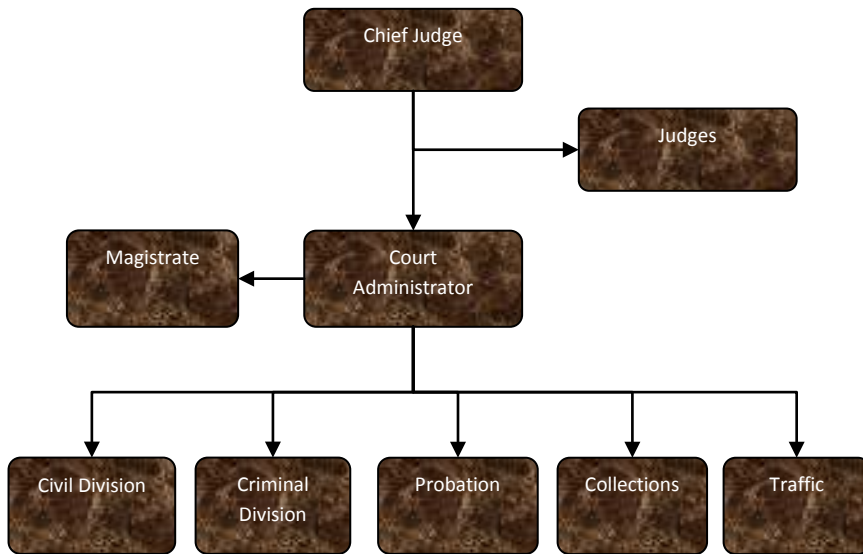 Chief Judge
Judges
Magistrate
Court
Administrator
Civil Division
Criminal
Division
Probation
Collections
Traffic